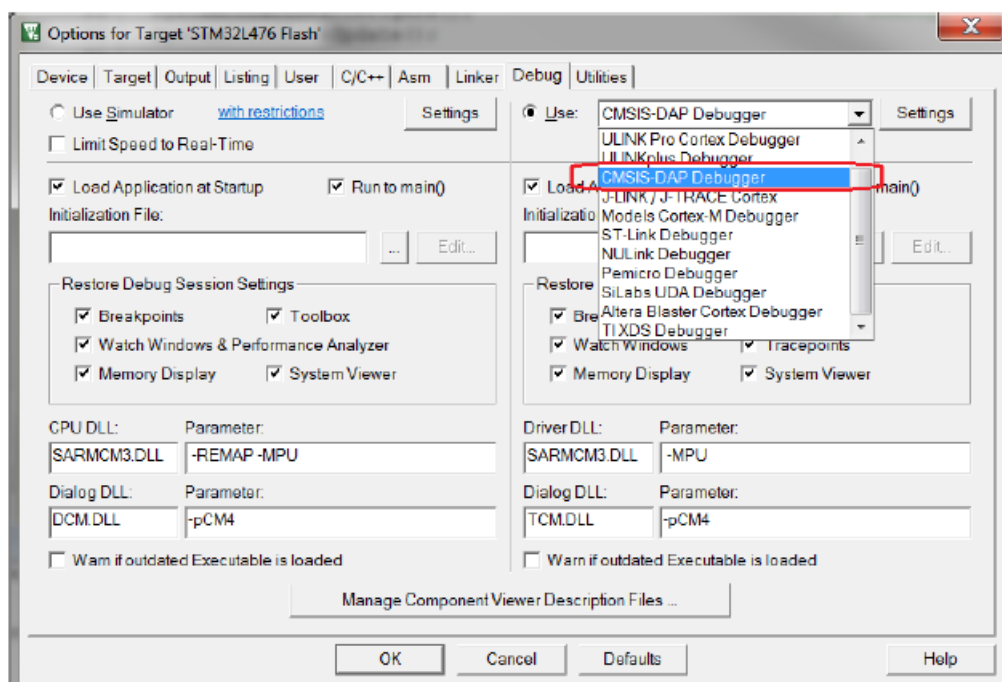 Options for Target 'STM32L476 Flash'
Device Target Output Listing User C/C++ Asm Linker Debug Utilities
Use Simulator with restrictions Settings
Limit Speed to Real-Time
Use: CMSIS-DAP Debugger Settings
ULINK Pro Cortex Debugger
ULINKplus Debugger
CMSIS-DAP Debugger
J-LINK / J-TRACE Cortex
Models Cortex-M Debugger
ST-Link Debugger
NULink Debugger
Pemicro Debugger
SiLabs UDA Debugger
Altera Blaster Cortex Debugger
TI XDS Debugger
Load Application at Startup Run to main()
Initialization File:
... Edit...
Restore Debug Session Settings
Breakpoints Toolbox
Watch Windows & Performance Analyzer
Memory Display System Viewer
Load A main()
Initializatio
Edit...
Restore
Bre
Watch Windows Tracepoints
Memory Display System Viewer
CPU DLL: Parameter:
SARMCM3.DLL -REMAP -MPU
Dialog DLL: Parameter:
DCM.DLL -pCM4
Warn if outdated Executable is loaded
Driver DLL: Parameter:
SARMCM3.DLL -MPU
Dialog DLL: Parameter:
TCM.DLL -pCM4
Warn if outdated Executable is loaded
Manage Component Viewer Description Files ...
OK Cancel Defaults Help